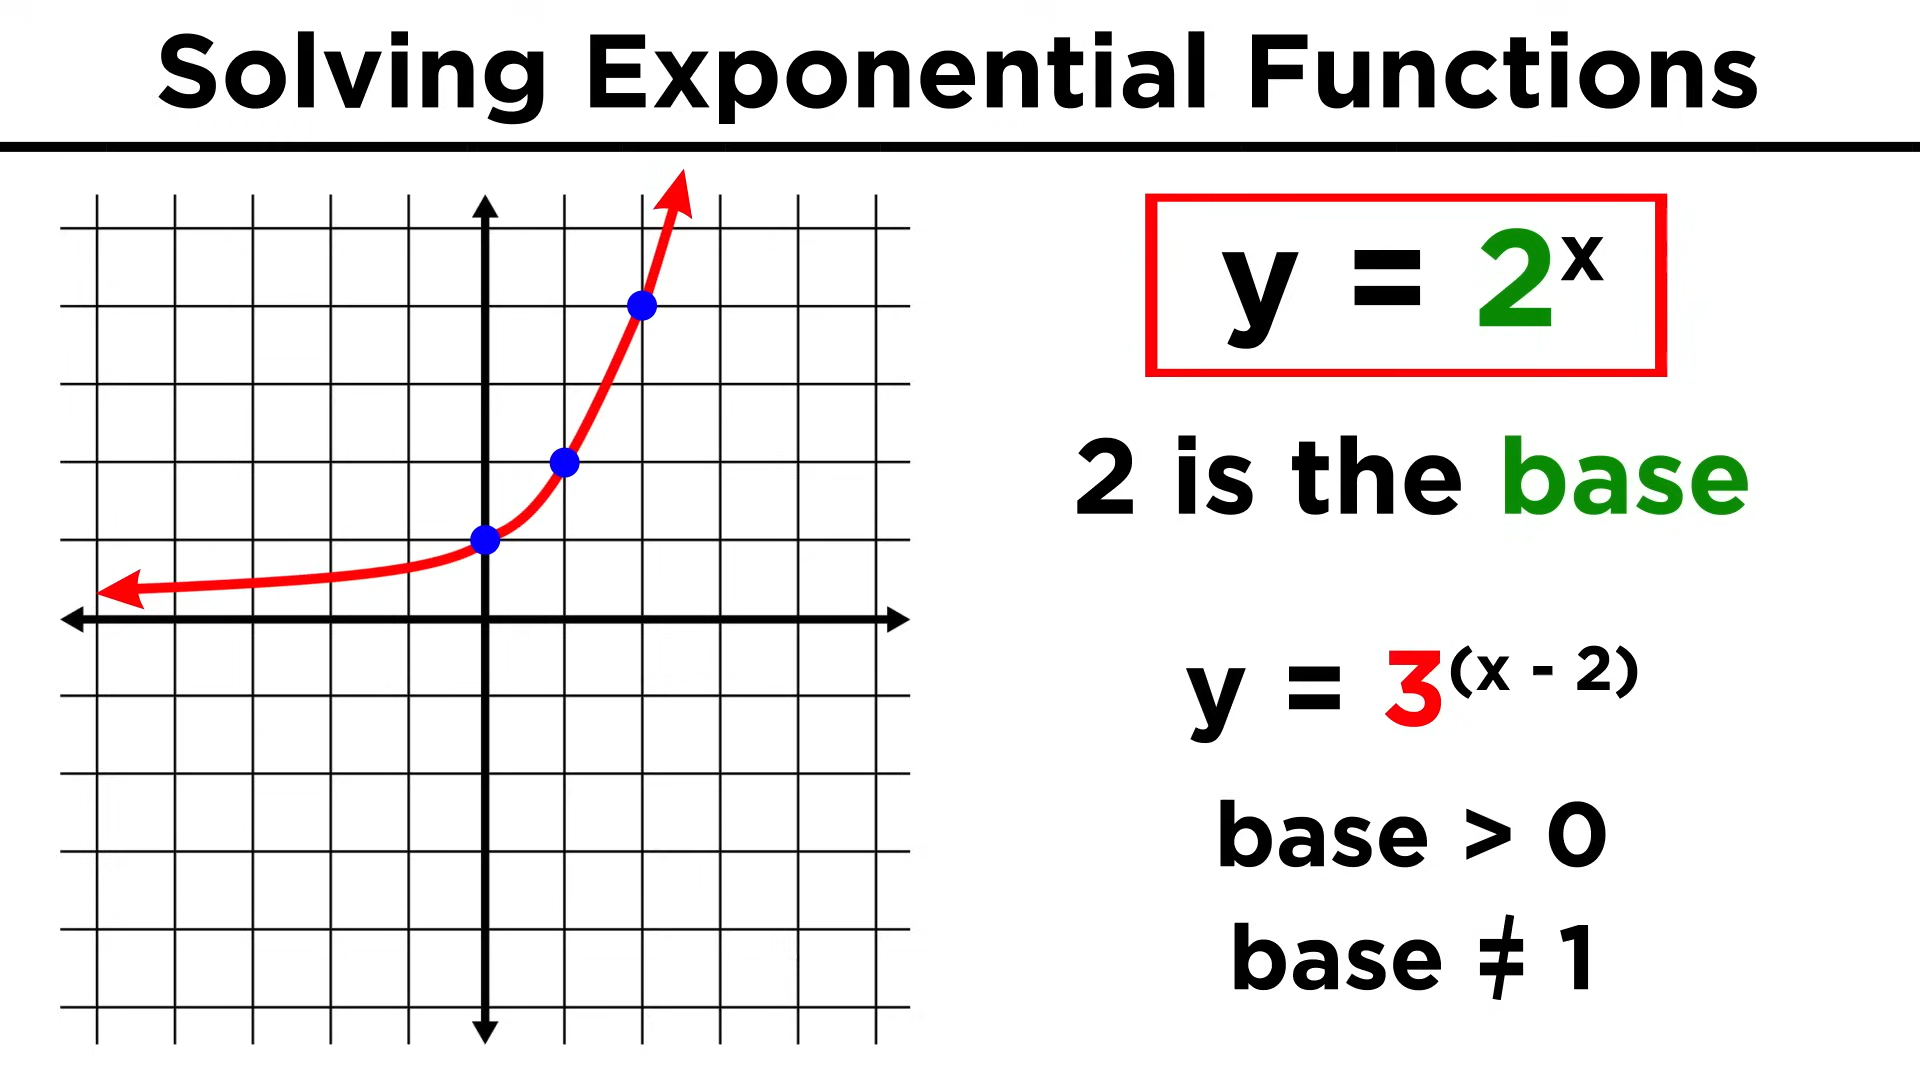 Solving Exponential Functions
y = 2ˣ
2 is the base
y = 3⁽ˣ ⁻ ²⁾
base > 0
base ≠ 1